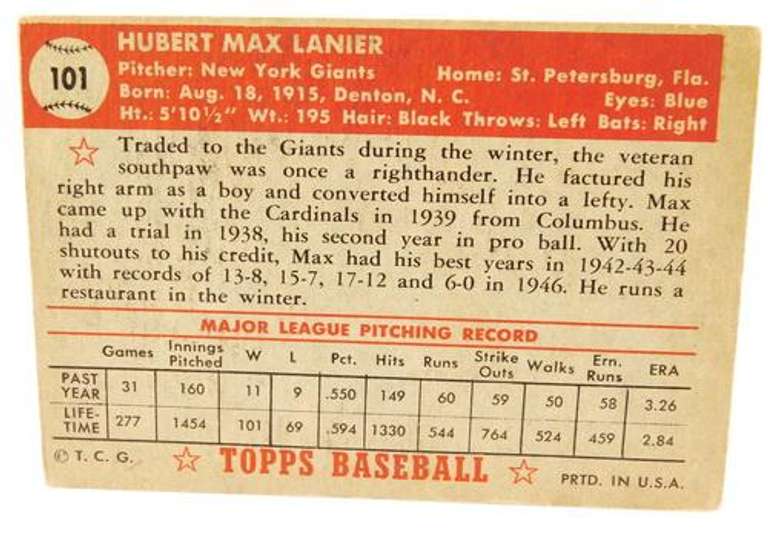 101
HUBERT MAX LANIER
Pitcher: New York Giants Home: St. Petersburg, Fla.
Born: Aug. 18, 1915, Denton, N. C. Eyes: Blue
Ht.: 5'10½" Wt.: 195 Hair: Black Throws: Left Bats: Right
Traded to the Giants during the winter, the veteran
southpaw was once a righthander. He factured his
right arm as a boy and converted himself into a lefty. Max
came up with the Cardinals in 1939 from Columbus. He
had a trial in 1938, his second year in pro ball. With 20
shutouts to his credit, Max had his best years in 1942-43-44
with records of 13-8, 15-7, 17-12 and 6-0 in 1946. He runs a
restaurant in the winter.
MAJOR LEAGUE PITCHING RECORD
Games Innings Pitched W L Pct. Hits Runs Strike Outs Walks Ern. Runs ERA
PAST YEAR 31 160 11 9 .550 149 60 59 50 58 3.26
LIFE-TIME 277 1454 101 69 .594 1330 544 764 524 459 2.84
© T. C. G. TOPPS BASEBALL PRTD. IN U.S.A.